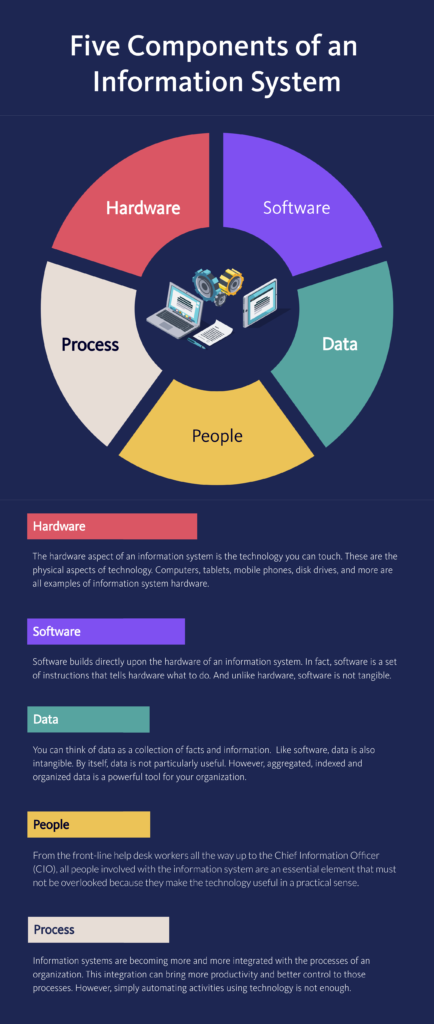 Five Components of an
Information System
Hardware
Software
Process
Data
People
Hardware
The hardware aspect of an information system is the technology you can touch. These are the
physical aspects of technology. Computers, tablets, mobile phones, disk drives, and more are
all examples of information system hardware.
Software
Software builds directly upon the hardware of an information system. In fact, software is a set
of instructions that tells hardware what to do. And unlike hardware, software is not tangible.
Data
You can think of data as a collection of facts and information. Like software, data is also
intangible. By itself, data is not particularly useful. However, aggregated, indexed and
organized data is a powerful tool for your organization.
People
From the front-line help desk workers all the way up to the Chief Information Officer
(CIO), all people involved with the information system are an essential element that must
not be overlooked because they make the technology useful in a practical sense.
Process
Information systems are becoming more and more integrated with the processes of an
organization. This integration can bring more productivity and better control to those
processes. However, simply automating activities using technology is not enough.